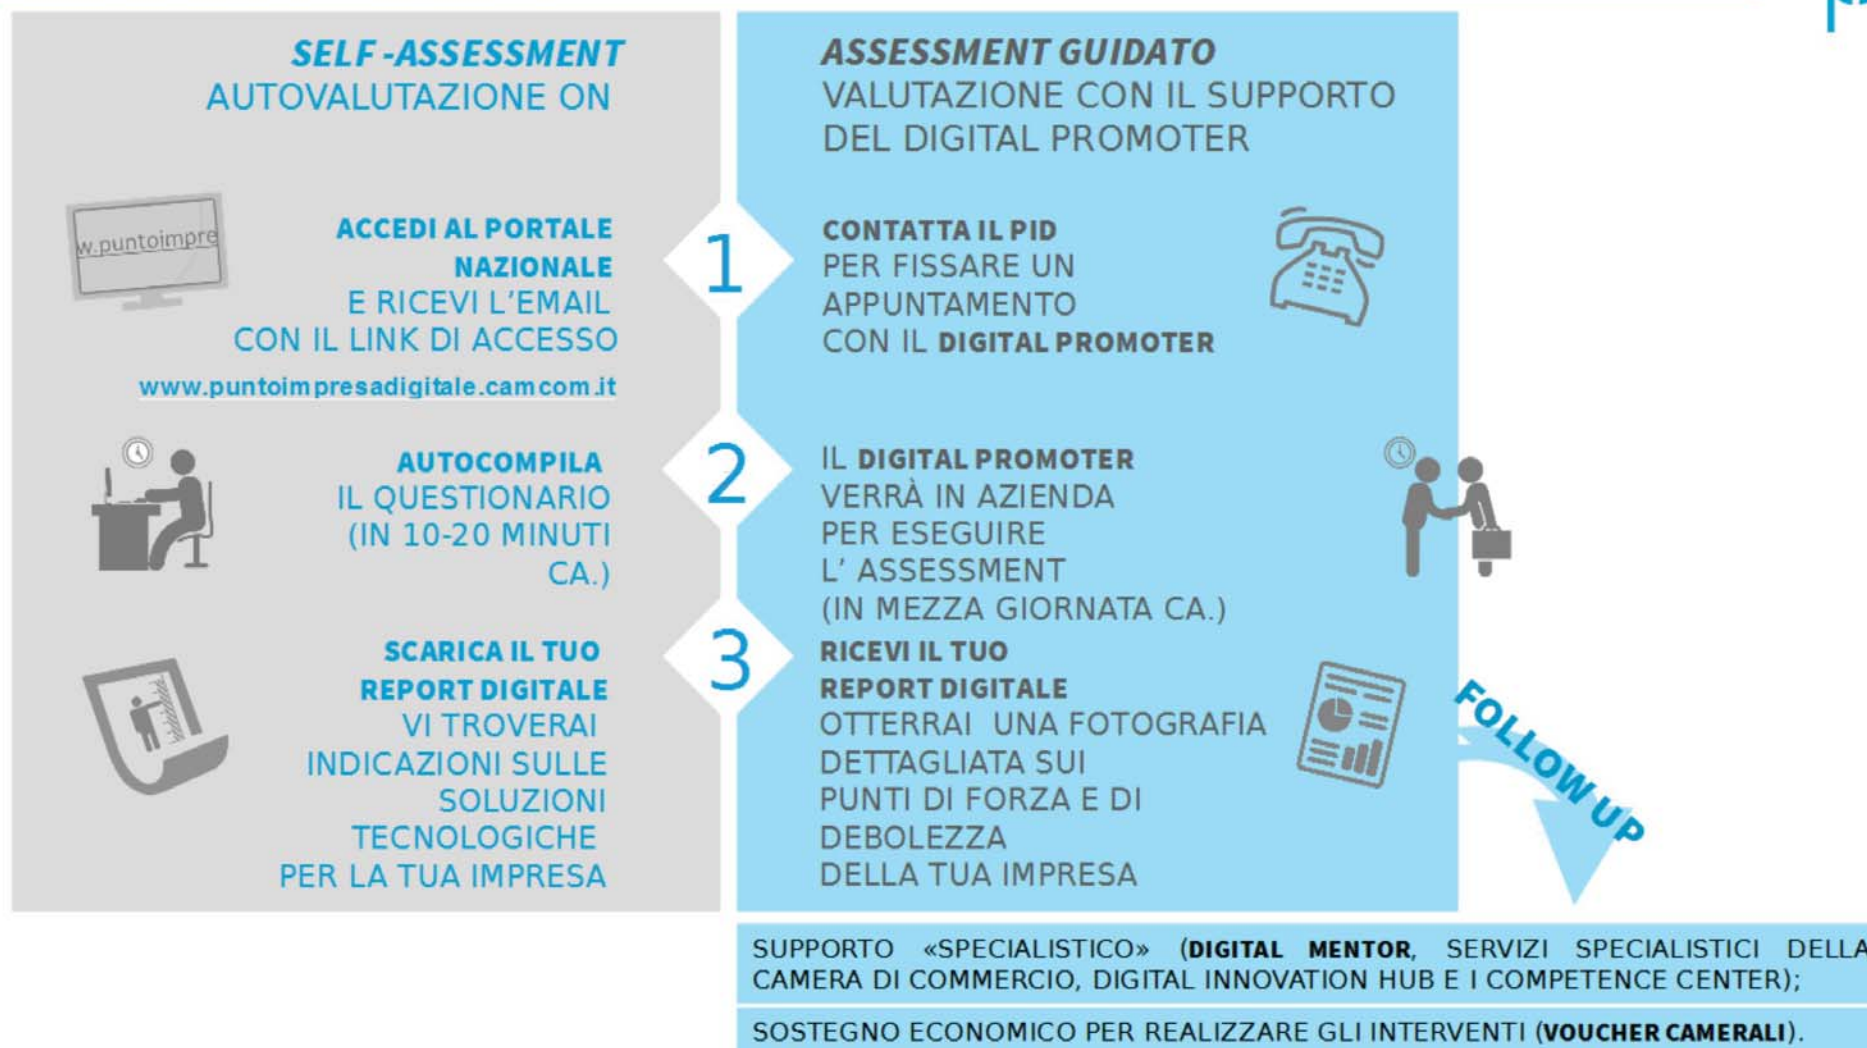 SELF-ASSESSMENT
AUTOVALUTAZIONE ON
w.puntoimpre
ACCEDI AL PORTALE
NAZIONALE
E RICEVI L'EMAIL
CON IL LINK DI ACCESSO
www.puntoimpresadigitale.camcom.it
AUTOCOMPILA
IL QUESTIONARIO
(IN 10-20 MINUTI
CA.)
SCARICA IL TUO
REPORT DIGITALE
VI TROVERAI
INDICAZIONI SULLE
SOLUZIONI
TECNOLOGICHE
PER LA TUA IMPRESA
1
2
3
ASSESSMENT GUIDATO
VALUTAZIONE CON IL SUPPORTO
DEL DIGITAL PROMOTER
CONTATTA IL PID
PER FISSARE UN
APPUNTAMENTO
CON IL DIGITAL PROMOTER
IL DIGITAL PROMOTER
VERRÀ IN AZIENDA
PER ESEGUIRE
L' ASSESSMENT
(IN MEZZA GIORNATA CA.)
RICEVI IL TUO
REPORT DIGITALE
OTTERRAI UNA FOTOGRAFIA
DETTAGLIATA SUI
PUNTI DI FORZA E DI
DEBOLEZZA
DELLA TUA IMPRESA
FOLLOW UP
SUPPORTO «SPECIALISTICO» (DIGITAL MENTOR, SERVIZI SPECIALISTICI DELLA
CAMERA DI COMMERCIO, DIGITAL INNOVATION HUB E I COMPETENCE CENTER);
SOSTEGNO ECONOMICO PER REALIZZARE GLI INTERVENTI (VOUCHER CAMERALI).